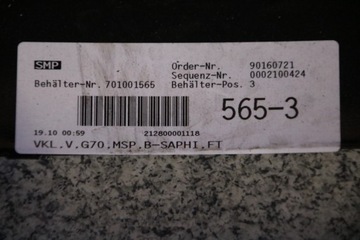 SMP Order-Nr. 90160721
Sequenz-Nr. 0002100424
Behälter-Nr. 701001565 Behälter-Pos. 3
565-3
19.10 00:59 212800001118
VKL.V.G70.MSP.B-SAPHI.FT